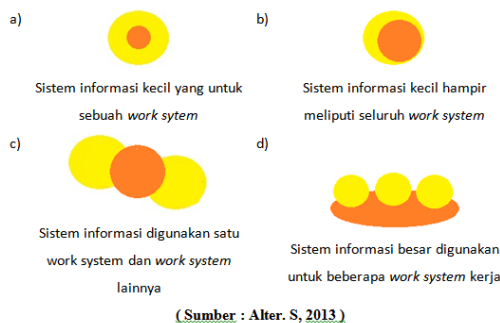 a)
Sistem informasi kecil yang untuk
sebuah work sytem
b)
Sistem informasi kecil hampir
meliputi seluruh work system
c)
Sistem informasi digunakan satu
work system dan work system
lainnya
d)
Sistem informasi besar digunakan
untuk beberapa work system kerja
( Sumber : Alter. S, 2013 )